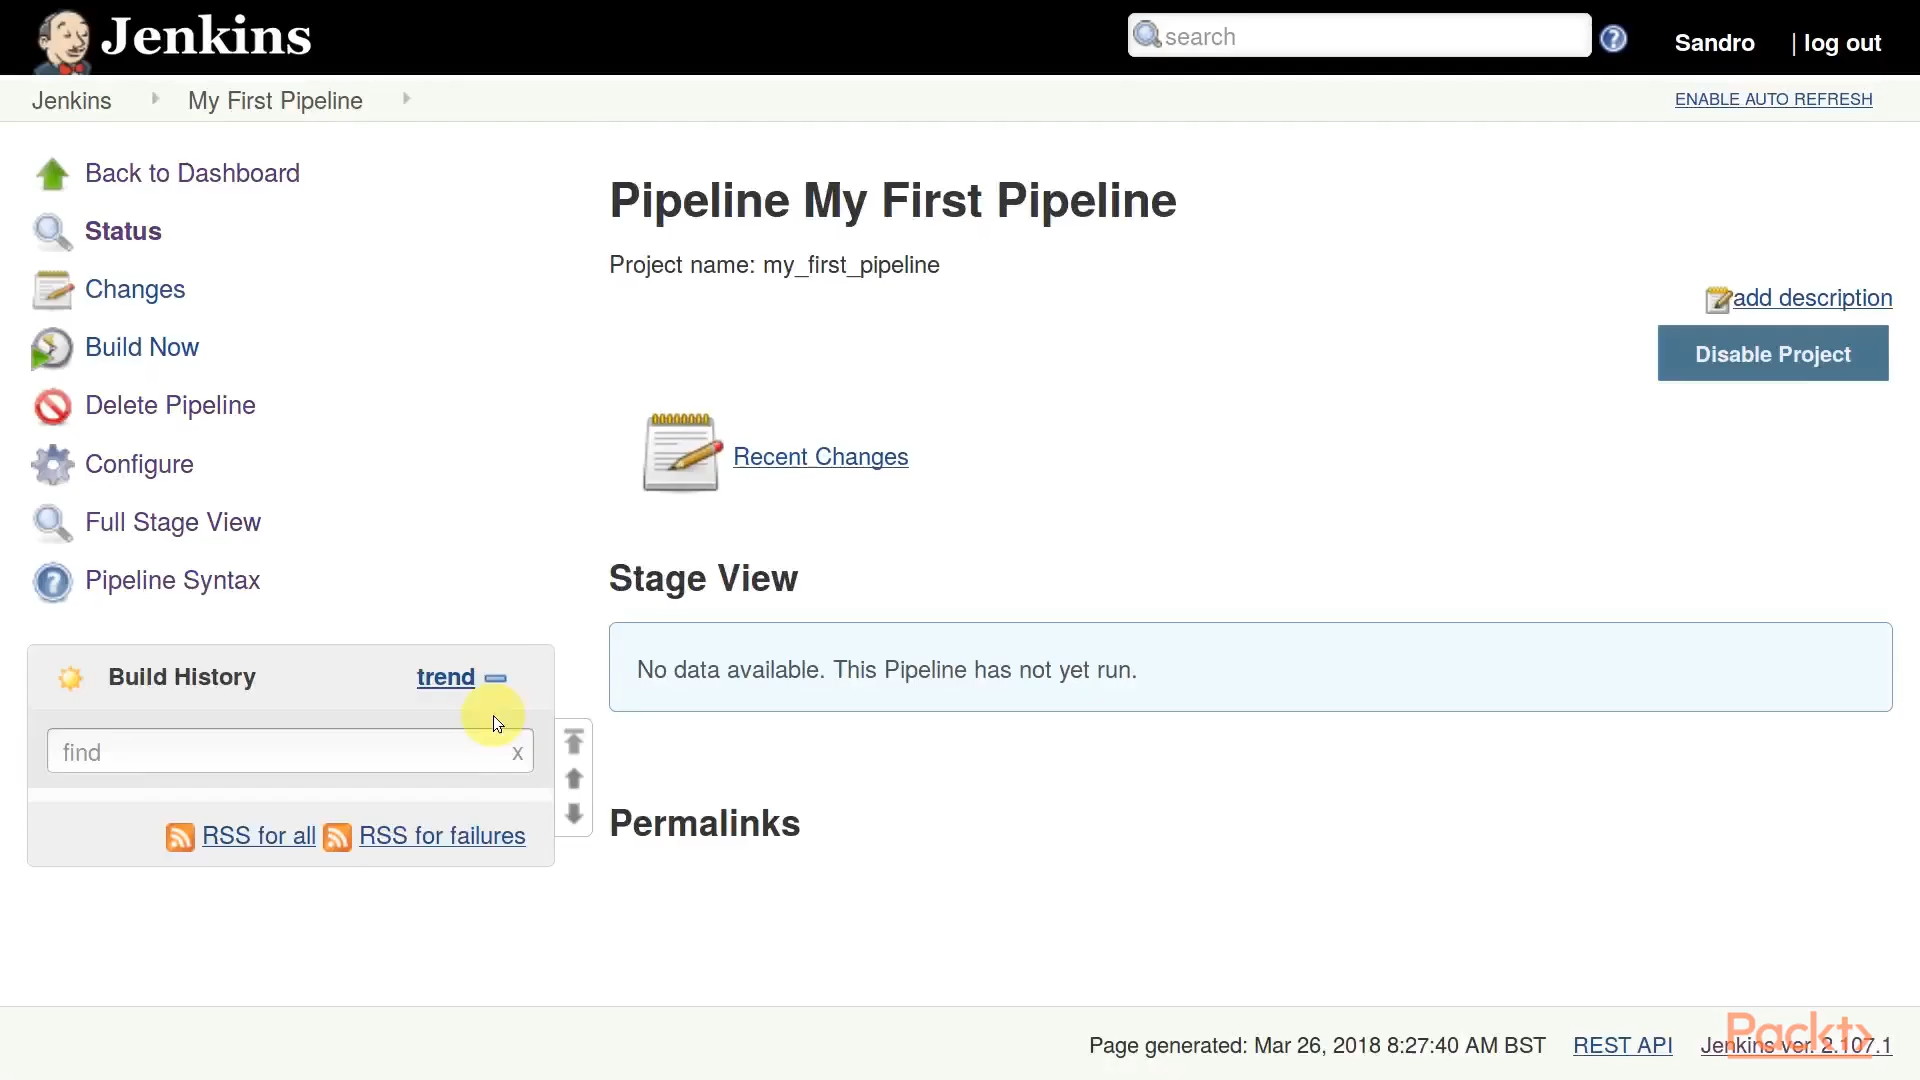 Jenkins
search
Sandro | log out
Jenkins My First Pipeline
ENABLE AUTO REFRESH
Back to Dashboard
Status
Changes
Build Now
Delete Pipeline
Configure
Full Stage View
Pipeline Syntax
Build History trend
find x
RSS for all RSS for failures
Pipeline My First Pipeline
Project name: my_first_pipeline
add description
Disable Project
Recent Changes
Stage View
No data available. This Pipeline has not yet run.
Permalinks
Page generated: Mar 26, 2018 8:27:40 AM BST REST API Jenkins ver. 2.107.1
Packt>